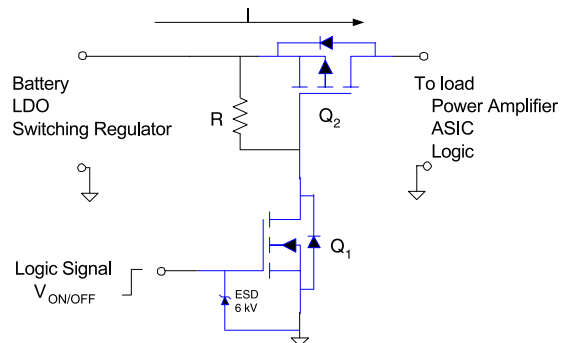 I
Battery
LDO
Switching Regulator
R
Q2
To load
Power Amplifier
ASIC
Logic
Q1
Logic Signal
VON/OFF
ESD
6 kV